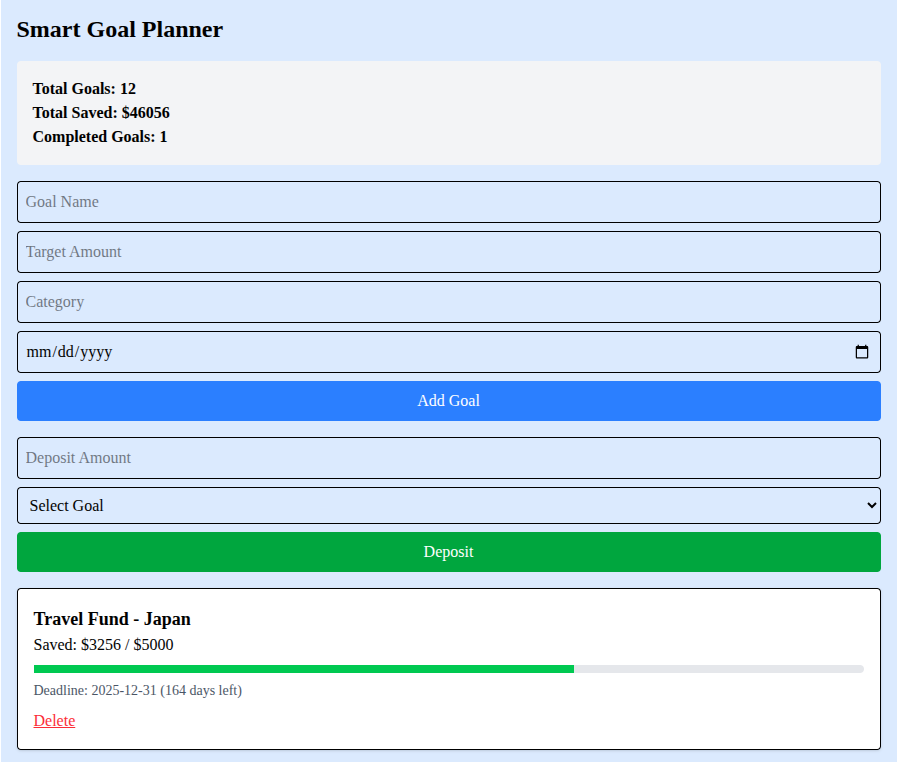 Smart Goal Planner
Total Goals: 12
Total Saved: $46056
Completed Goals: 1
Goal Name
Target Amount
Category
mm/dd/yyyy
Add Goal
Deposit Amount
Select Goal
Deposit
Travel Fund - Japan
Saved: $3256 / $5000
Deadline: 2025-12-31 (164 days left)
Delete